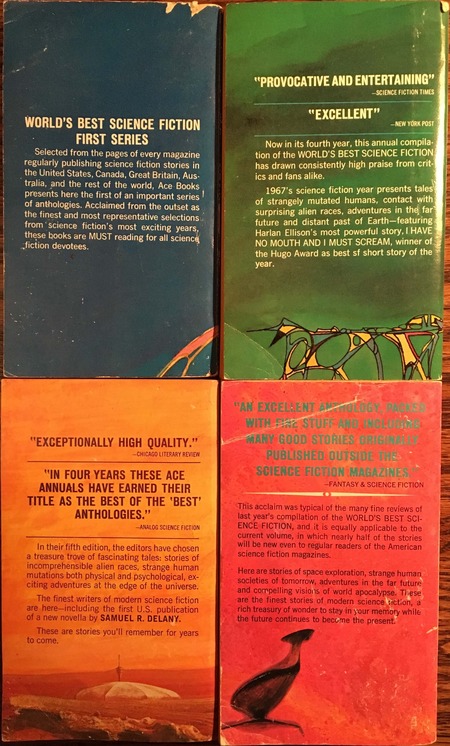 WORLD'S BEST SCIENCE FICTION
FIRST SERIES
Selected from the pages of every magazine
regularly publishing science fiction stories in
the United States, Canada, Great Britain, Aus-
tralia, and the rest of the world, Ace Books
presents here the first of an important series
of anthologies. Acclaimed from the outset as
the finest and most representative selections
from science fiction's most exciting years,
these books are MUST reading for all science
fiction devotees.
"PROVOCATIVE AND ENTERTAINING"
—SCIENCE FICTION TIMES
"EXCELLENT"
—NEW YORK POST
Now in its fourth year, this annual compila-
tion of the WORLD'S BEST SCIENCE FICTION
has drawn consistently high praise from crit-
ics and fans alike.
1967's science fiction year presents tales
of strangely mutated humans, contact with
surprising alien races, adventures in the far
future and distant past of Earth—featuring
Harlan Ellison's most powerful story, I HAVE
NO MOUTH AND I MUST SCREAM, winner of
the Hugo Award as best sf short story of the
year.
"EXCEPTIONALLY HIGH QUALITY."
—CHICAGO LITERARY REVIEW
"IN FOUR YEARS THESE ACE
ANNUALS HAVE EARNED THEIR
TITLE AS THE BEST OF THE 'BEST'
ANTHOLOGIES."
—ANALOG SCIENCE FICTION
In their fifth edition, the editors have chosen
a treasure trove of fascinating tales: stories of
incomprehensible alien races, strange human
mutations both physical and psychological, ex-
citing adventures at the edge of the universe.
The finest writers of modern science fiction
are here—including the first U.S. publication
of a new novella by SAMUEL R. DELANY.
These are stories you'll remember for years
to come.
"AN EXCELLENT ANTHOLOGY, PACKED
WITH FINE STUFF AND INCLUDING
MANY GOOD STORIES ORIGINALLY
PUBLISHED OUTSIDE THE
SCIENCE FICTION MAGAZINES."
—FANTASY & SCIENCE FICTION
This acclaim was typical of the many fine reviews of
last year's compilation of the WORLD'S BEST SCI-
ENCE FICTION, and it is equally applicable to the
current volume, in which nearly half of the stories
will be new even to regular readers of the American
science fiction magazines.
Here are stories of space exploration, strange human
societies of tomorrow, adventures in the far future
and compelling visions of world apocalypse. These
are the finest stories of modern science fiction, a
rich treasury of wonder to stay in your memory while
the future continues to become the present.